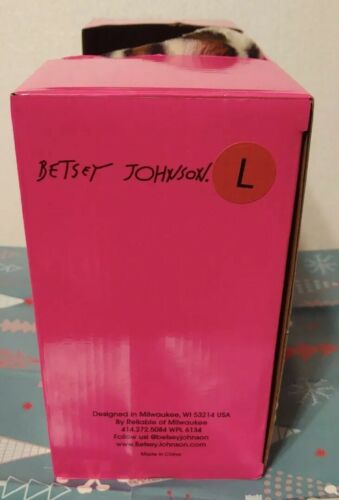 BETSEY JOHNSON. L
Designed in Milwaukee, WI 53214 USA
By Reliable of Milwaukee
414.272.5084 WPL 6134
Follow us! @betseyjohnson
www.BetseyJohnson.com
Made in China